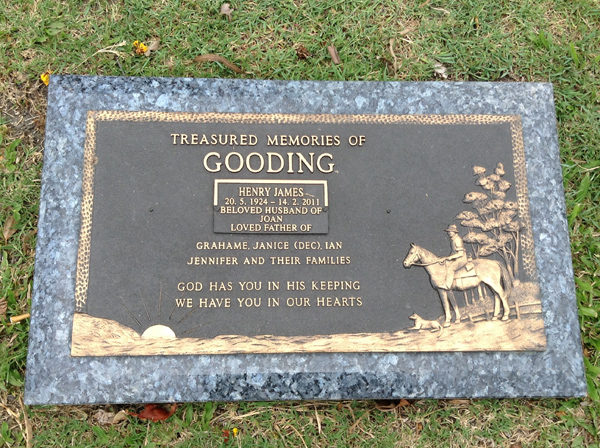 TREASURED MEMORIES OF
GOODING
HENRY JAMES
20. 5. 1924 – 14. 2. 2011
BELOVED HUSBAND OF
JOAN
LOVED FATHER OF
GRAHAME, JANICE (DEC), IAN
JENNIFER AND THEIR FAMILIES
GOD HAS YOU IN HIS KEEPING
WE HAVE YOU IN OUR HEARTS